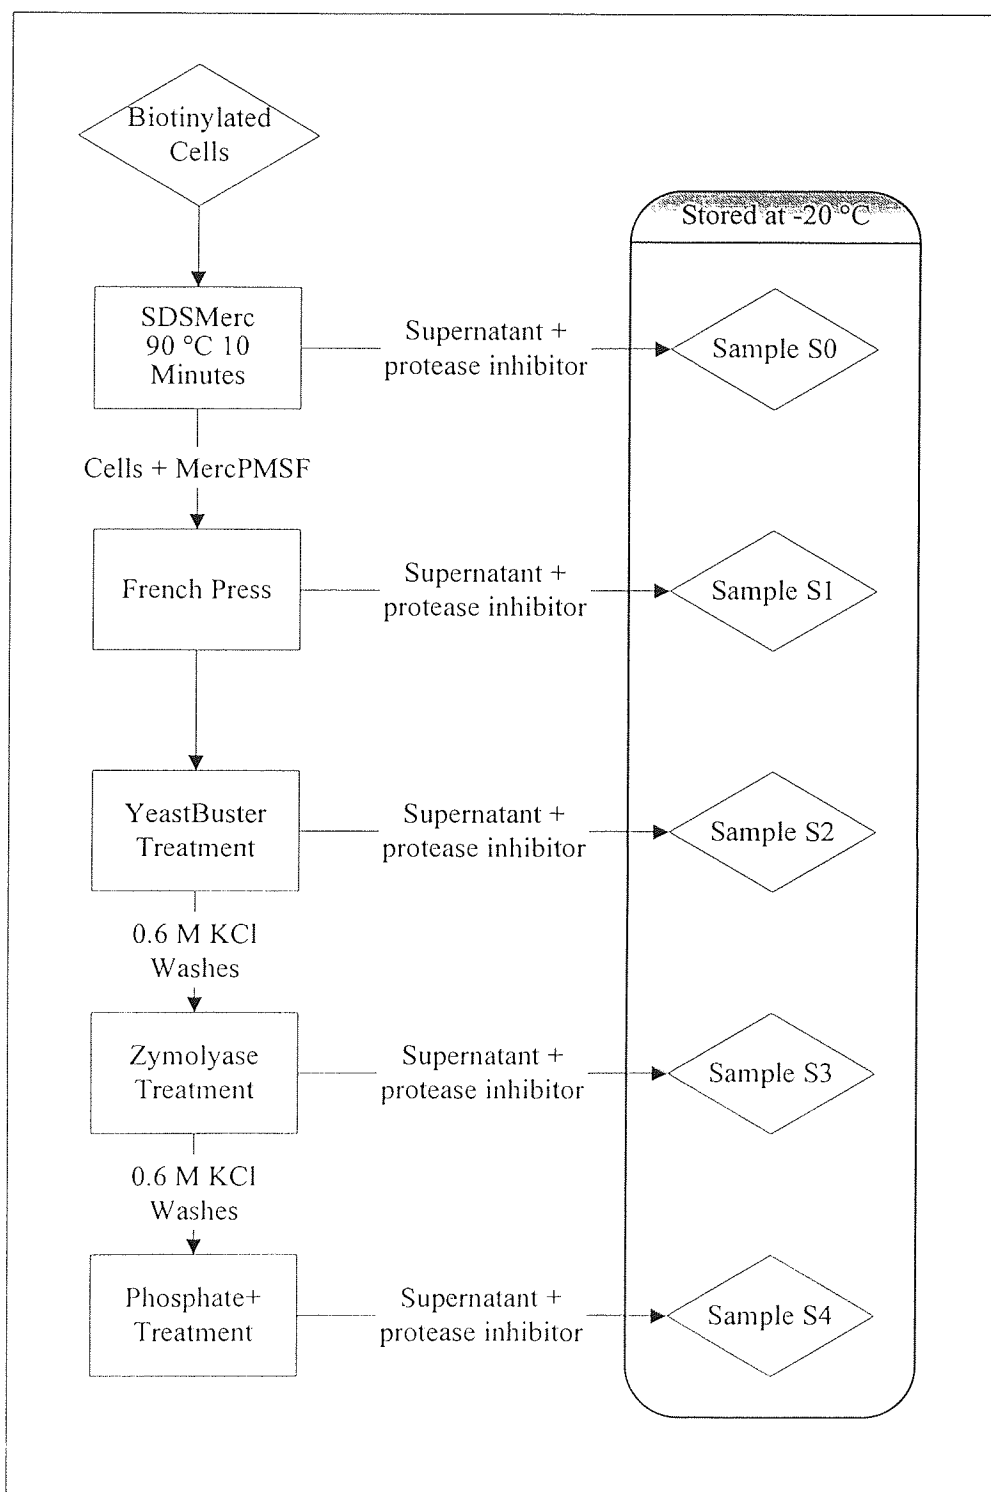 Biotinylated
Cells
Stored at -20 °C
SDSMerc
90 °C 10
Minutes
Supernatant +
protease inhibitor
Sample S0
Cells + MercPMSF
French Press
Supernatant +
protease inhibitor
Sample S1
YeastBuster
Treatment
Supernatant +
protease inhibitor
Sample S2
0.6 M KCl
Washes
Zymolyase
Treatment
Supernatant +
protease inhibitor
Sample S3
0.6 M KCl
Washes
Phosphate+
Treatment
Supernatant +
protease inhibitor
Sample S4